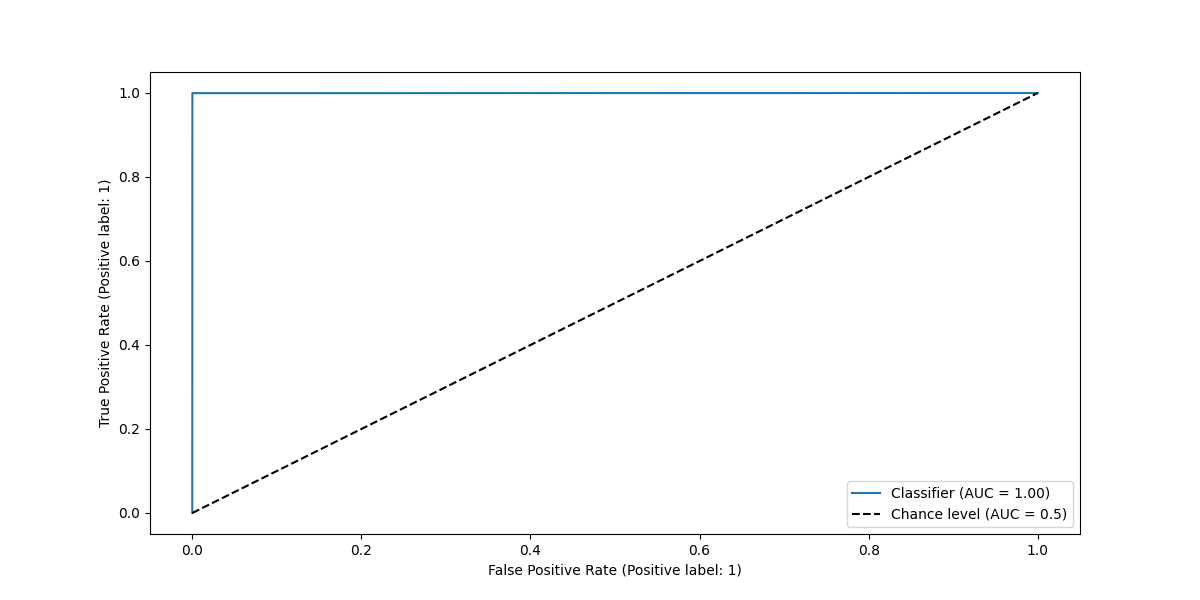 1.0
0.8
0.6
0.4
0.2
0.0
True Positive Rate (Positive label: 1)
Classifier (AUC = 1.00)
Chance level (AUC = 0.5)
0.0 0.2 0.4 0.6 0.8 1.0
False Positive Rate (Positive label: 1)